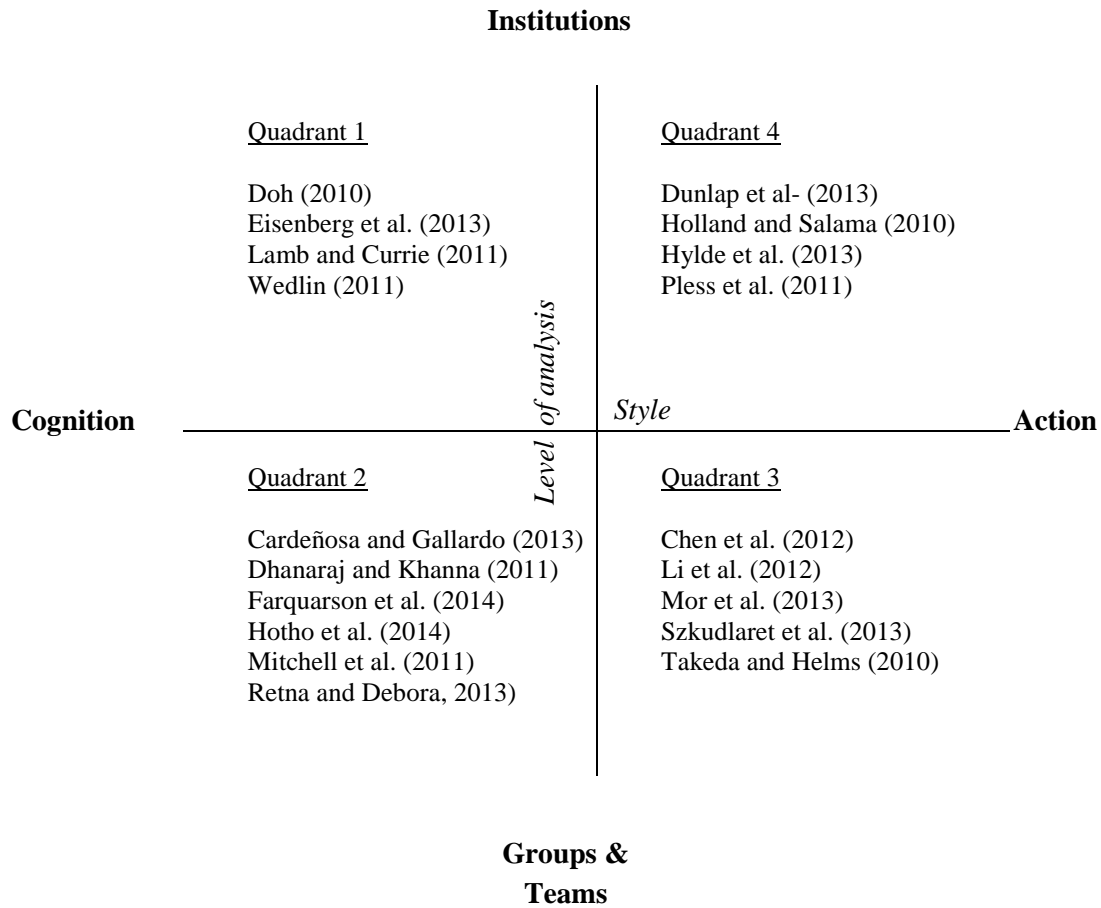 Institutions
Quadrant 1
Doh (2010)
Eisenberg et al. (2013)
Lamb and Currie (2011)
Wedlin (2011)
Quadrant 4
Dunlap et al- (2013)
Holland and Salama (2010)
Hylde et al. (2013)
Pless et al. (2011)
Level of analysis
Style
Cognition
Action
Quadrant 2
Cardeñosa and Gallardo (2013)
Dhanaraj and Khanna (2011)
Farquarson et al. (2014)
Hotho et al. (2014)
Mitchell et al. (2011)
Retna and Debora, 2013)
Quadrant 3
Chen et al. (2012)
Li et al. (2012)
Mor et al. (2013)
Szkudlaret et al. (2013)
Takeda and Helms (2010)
Groups &
Teams